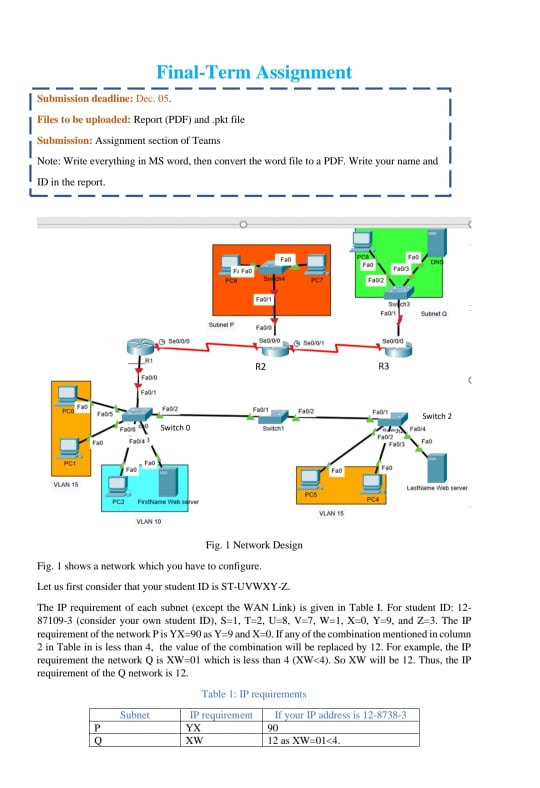 Final-Term Assignment
Submission deadline: Dec. 05.
Files to be uploaded: Report (PDF) and .pkt file
Submission: Assignment section of Teams
Note: Write everything in MS word, then convert the word file to a PDF. Write your name and
ID in the report.
PC8 Fa0 Fa0/3 Fa0 DNS
Fa0 Fa0 Switch4 PC6 PC7
Fa0/2
Switch3
Fa0/1 Fa0/1 Subnet Q
Subnet P Fa0/0
Se0/0/0 Se0/0/0 Se0/0/1 Se0/0/0
R1 R2 R3
Fa0/0
Fa0/1
PC0 Fa0 Fa0/5 Fa0/2 Fa0/1 Fa0/2 Fa0/1 Switch 2
Fa0/6 Switch 0 Switch1 Fa0/4
Fa0 Fa0/2 Fa0/3 Fa0
PC1 Fa0 Fa0 Fa0 Fa0
VLAN 15 PC5 PC4 LastName Web server
PC2 FirstName Web server
VLAN 15
VLAN 10
Fig. 1 Network Design
Fig. 1 shows a network which you have to configure.
Let us first consider that your student ID is ST-UVWXY-Z.
The IP requirement of each subnet (except the WAN Link) is given in Table I. For student ID: 12-
87109-3 (consider your own student ID), S=1, T=2, U=8, V=7, W=1, X=0, Y=9, and Z=3. The IP
requirement of the network P is YX=90 as Y=9 and X=0. If any of the combination mentioned in column
2 in Table in is less than 4, the value of the combination will be replaced by 12. For example, the IP
requirement the network Q is XW=01 which is less than 4 (XW<4). So XW will be 12. Thus, the IP
requirement of the Q network is 12.
Table 1: IP requirements
Subnet IP requirement If your IP address is 12-8738-3
P YX 90
Q XW 12 as XW=01<4.